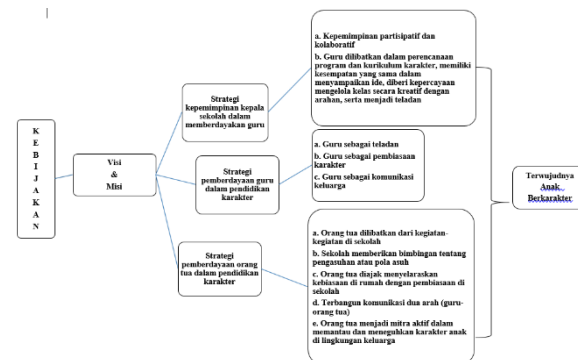 K
E
B
I
J
A
K
A
N
Visi
&
Misi
Strategi
kepemimpinan kepala
sekolah dalam
memberdayakan guru
Strategi
pemberdayaan guru
dalam pendidikan
karakter
Strategi
pemberdayaan orang
tua dalam pendidikan
karakter
a. Kepemimpinan partisipatif dan
kolaboratif
b. Guru dilibatkan dalam perencanaan
program dan kurikulum karakter, memiliki
kesempatan yang sama dalam
menyampaikan ide, diberi kepercayaan
mengelola kelas secara kreatif dengan
arahan, serta menjadi teladan
a. Guru sebagai teladan
b. Guru sebagai pembiasaan
karakter
c. Guru sebagai komunikasi
keluarga
a. Orang tua dilibatkan dari kegiatan-
kegiatan di sekolah
b. Sekolah memberikan bimbingan tentang
pengasuhan atau pola asuh
c. Orang tua diajak menyelaraskan
kebiasaan di rumah dengan pembiasaan di
sekolah
d. Terbangun komunikasi dua arah (guru-
orang tua)
e. Orang tua menjadi mitra aktif dalam
memantau dan meneguhkan karakter anak
di lingkungan keluarga
Terwujudnya
Anak
Berkarakter